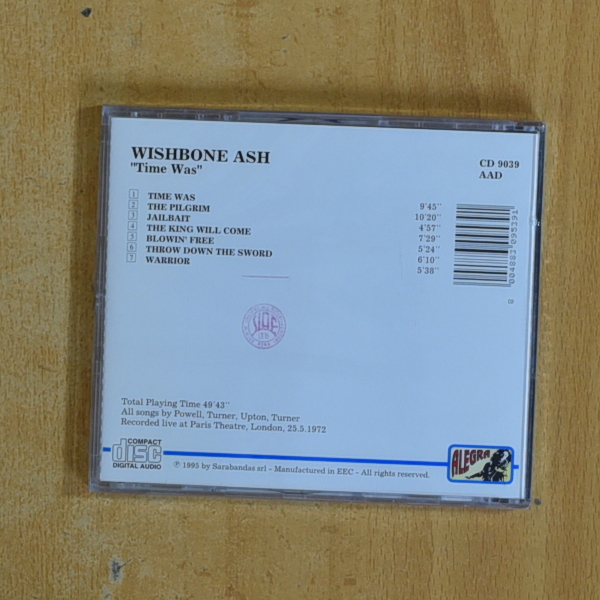 WISHBONE ASH
"Time Was"
CD 9039
AAD
1 TIME WAS 9'45''
2 THE PILGRIM 10'20''
3 JAILBAIT 4'57''
4 THE KING WILL COME 7'29''
5 BLOWIN' FREE 5'24''
6 THROW DOWN THE SWORD 6'10''
7 WARRIOR 5'38''
Total Playing Time 49'43''
All songs by Powell, Turner, Upton, Turner
Recorded live at Paris Theatre, London, 25.5.1972
COMPACT
disc
DIGITAL AUDIO
℗ 1995 by Sarabandas srl - Manufactured in EEC - All rights reserved.
ALEGRA